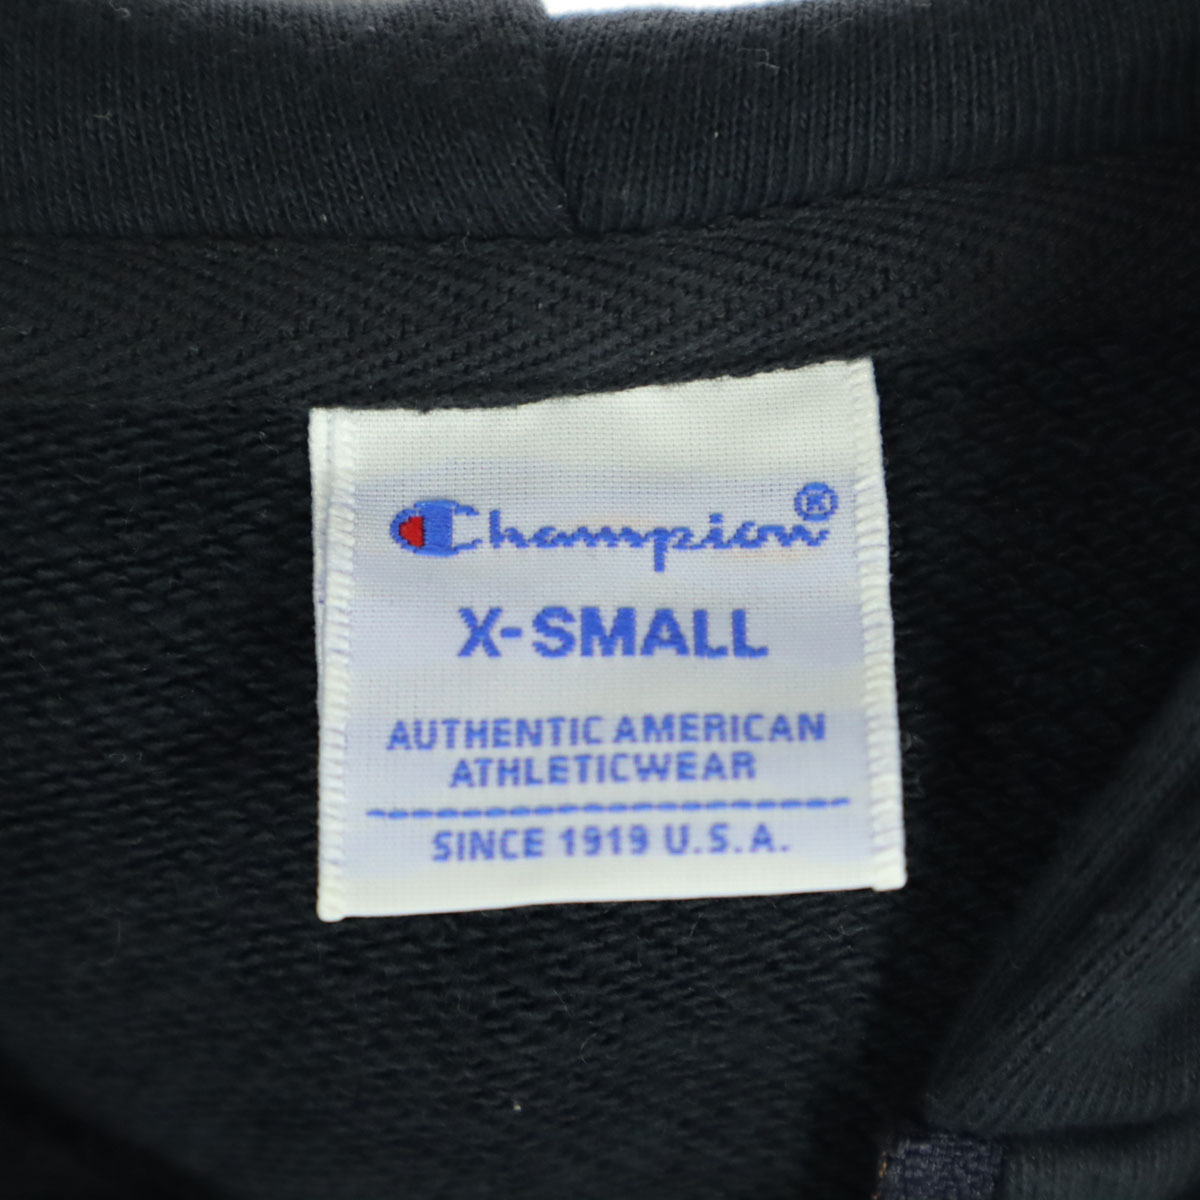 Champion®
X-SMALL
AUTHENTIC AMERICAN
ATHLETICWEAR
SINCE 1919 U.S.A.